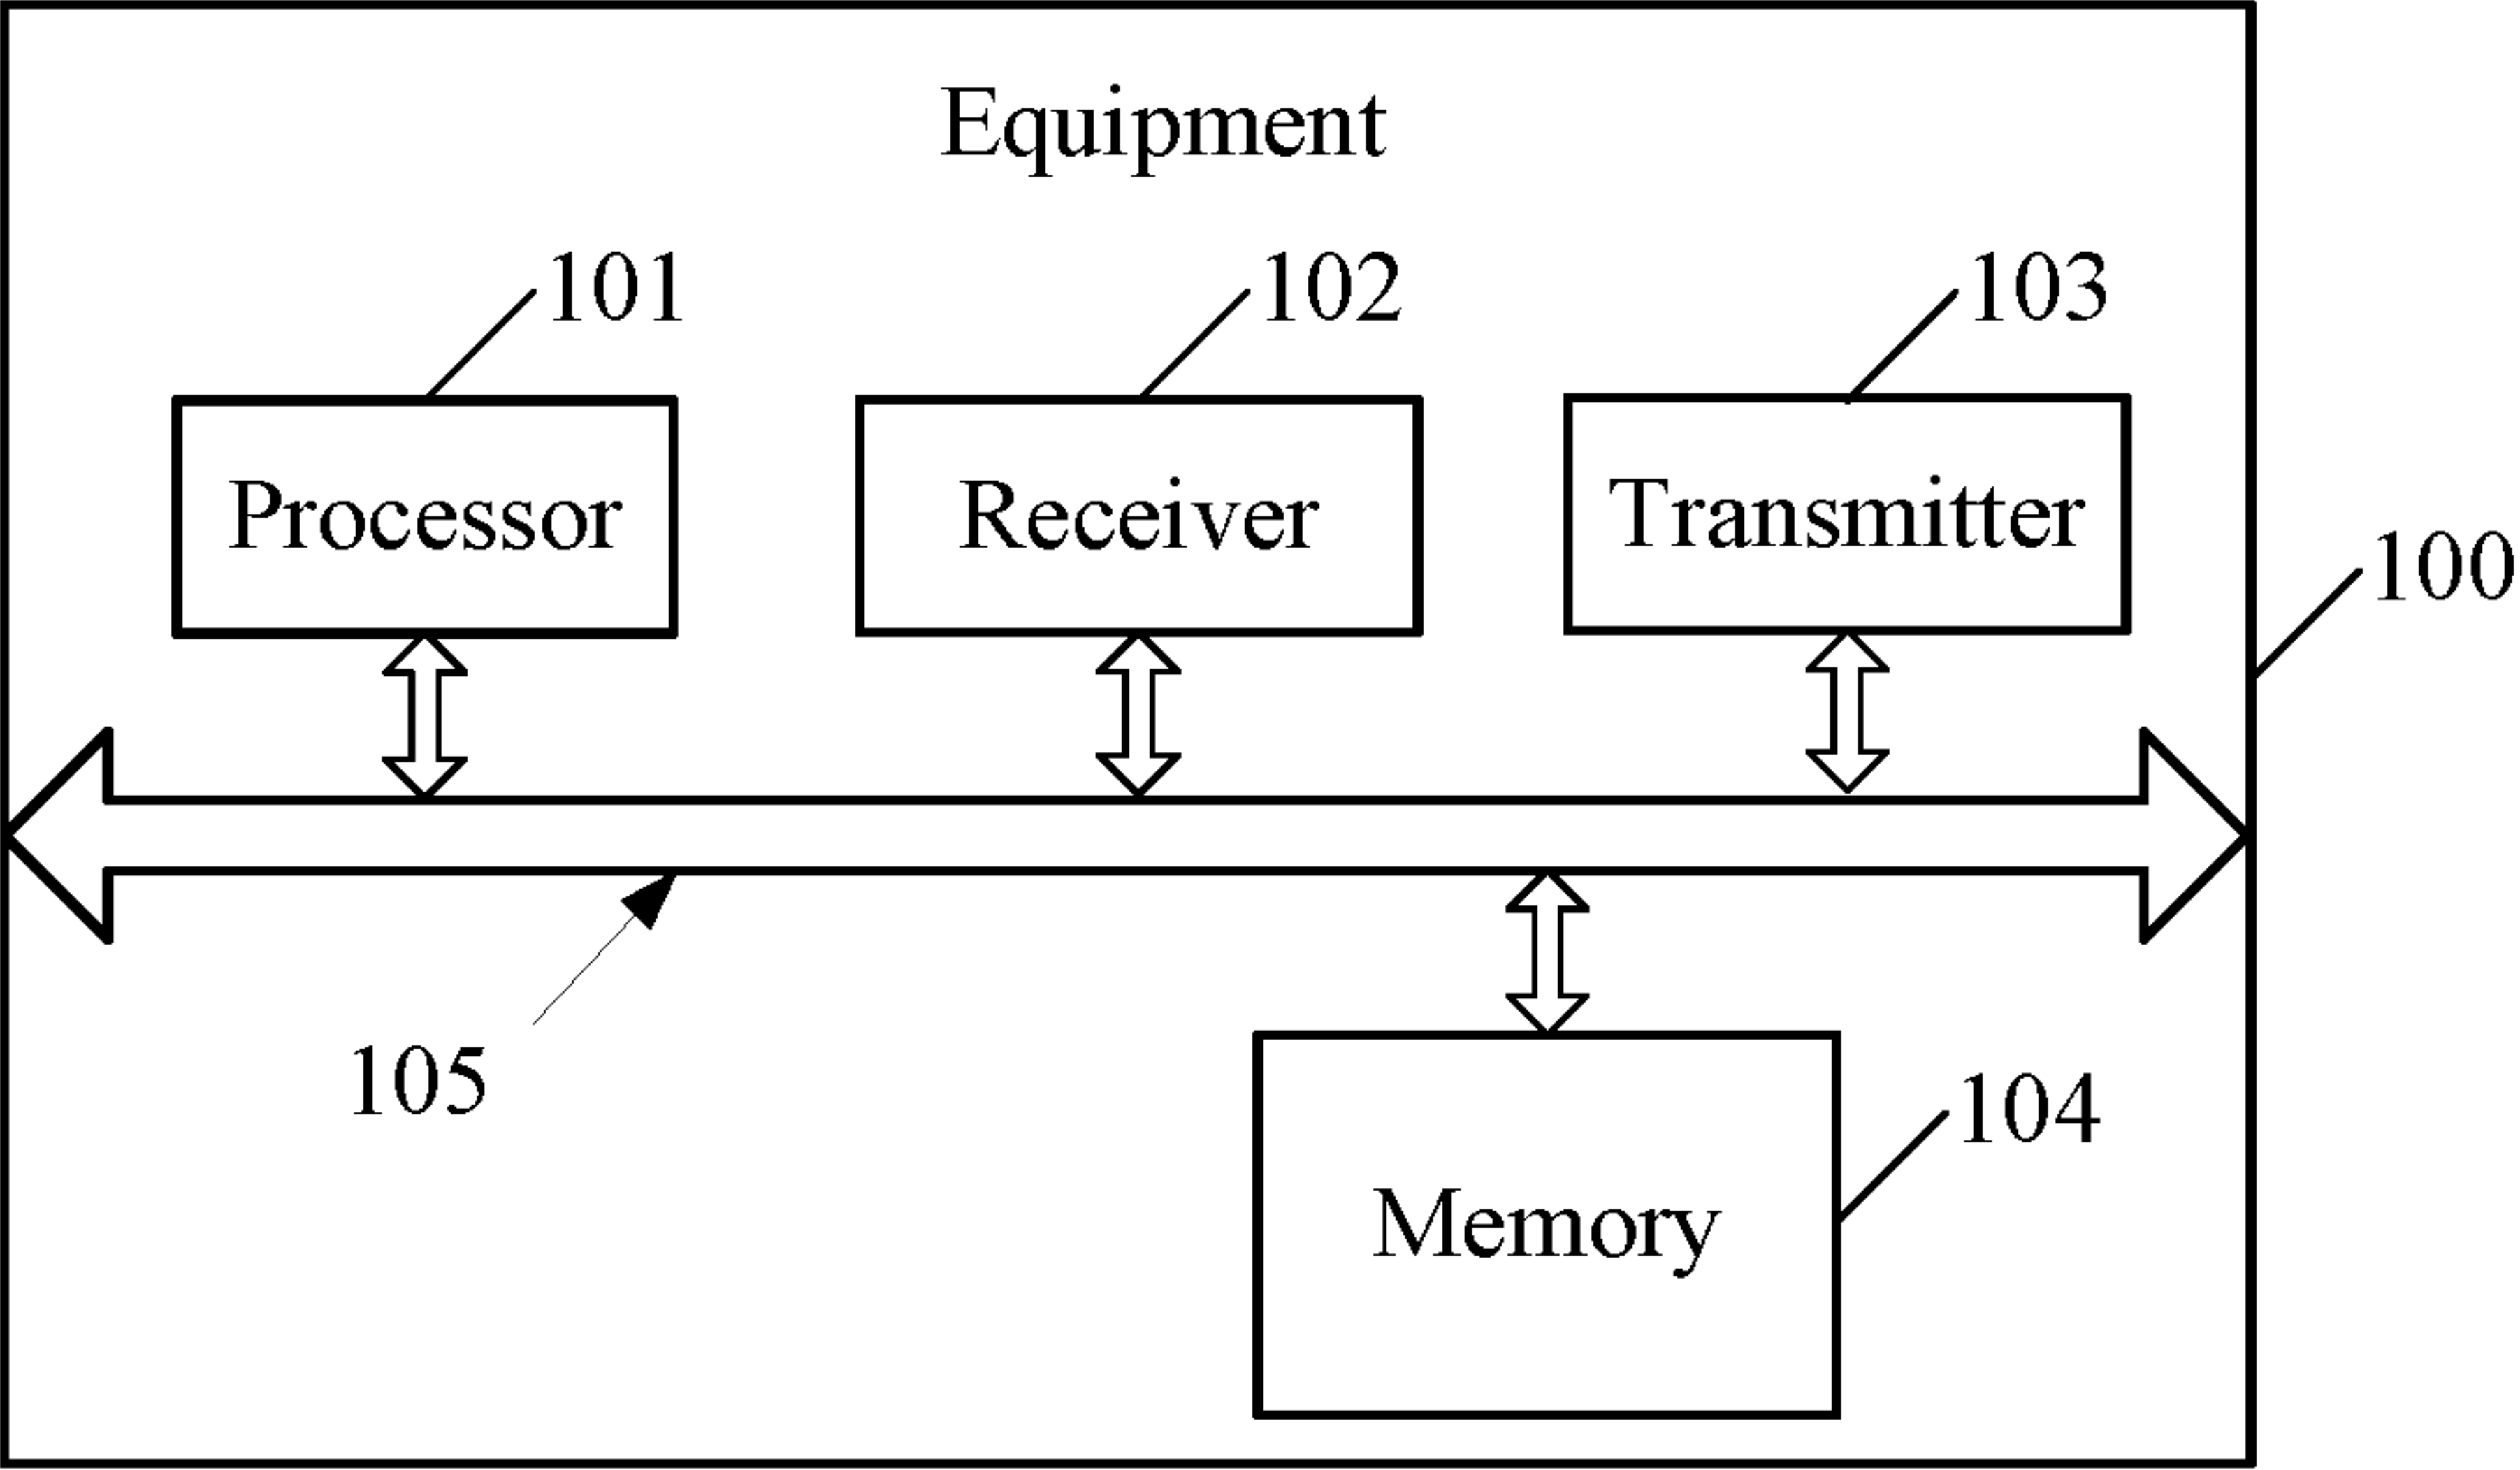 Equipment
101
102
103
Processor
Receiver
Transmitter
100
105
104
Memory